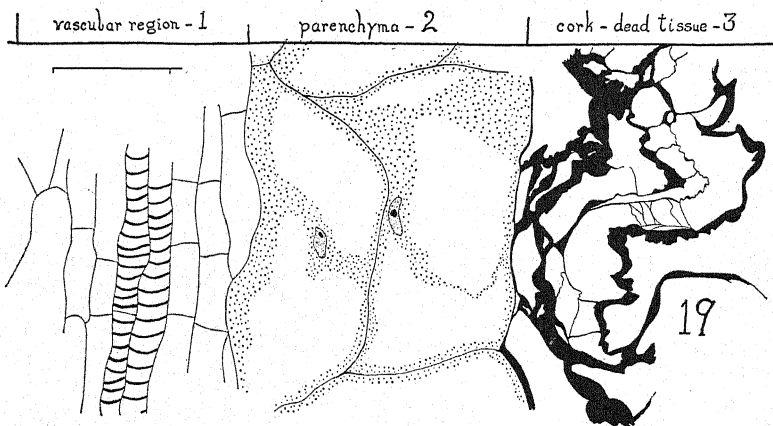 vascular region - 1 parenchyma - 2 cork - dead tissue - 3
19